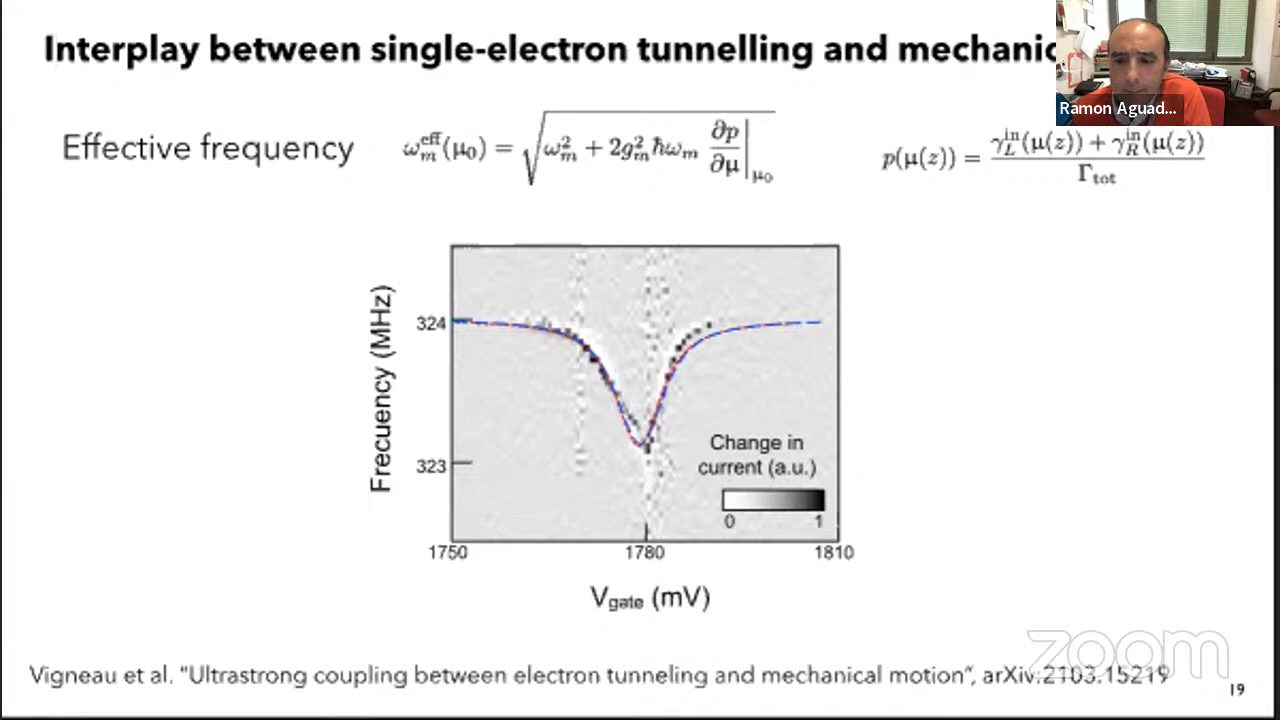 Interplay between single-electron tunnelling and mechanic
Ramon Aguad...
Effective frequency
ω_m^eff(μ₀) = √(ω_m² + 2g_m²ħω_m ∂p/∂μ|_μ₀)
p(μ(z)) = (γ_L^in(μ(z)) + γ_R^in(μ(z)))/Γ_tot
Frecuency (MHz)
324
323
Change in
current (a.u.)
0 1
1750 1780 1810
V_gate (mV)
zoom
Vigneau et al. "Ultrastrong coupling between electron tunneling and mechanical motion", arXiv:2103.15219
19